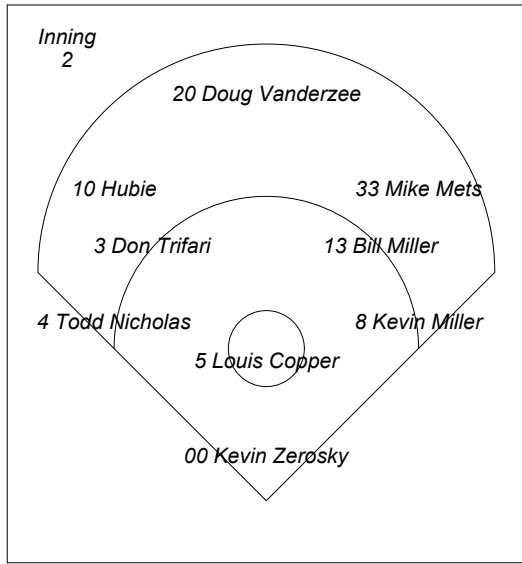 Inning
2
20 Doug Vanderzee
10 Hubie
33 Mike Mets
3 Don Trifari
13 Bill Miller
4 Todd Nicholas
8 Kevin Miller
5 Louis Copper
00 Kevin Zerosky